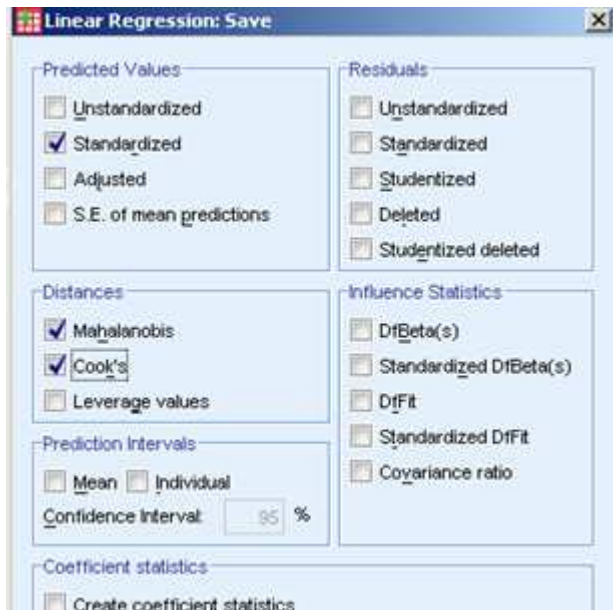 Linear Regression: Save
Predicted Values
Unstandardized
Standardized
Adjusted
S.E. of mean predictions
Residuals
Unstandardized
Standardized
Studentized
Deleted
Studentized deleted
Distances
Mahalanobis
Cook's
Leverage values
Influence Statistics
DfBeta(s)
Standardized DfBeta(s)
DfFit
Standardized DfFit
Covariance ratio
Prediction Intervals
Mean Individual
Confidence Interval: 95 %
Coefficient statistics
Create coefficient statistics